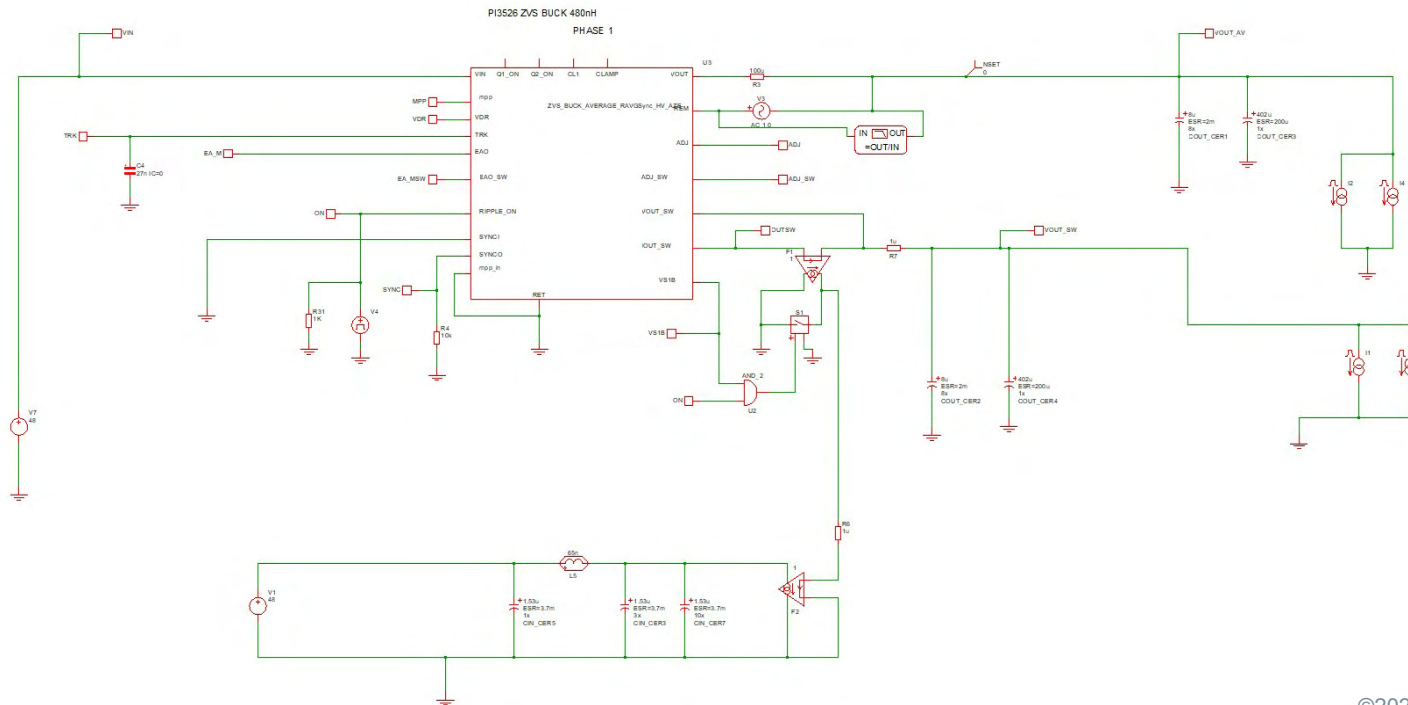 PI3526 ZVS BUCK 480nH
PHASE 1
VIN
VOUT_AV
U3
VIN
Q1_ON
Q2_ON
CL1
CLAMP
VOUT
100u
R3
NSET
0
MPP
mpp
VDR
VDR
ZVS_BUCK_AVERAGE_RAVGSync_HV_AZS
REM
V3
AC 1 0
TRK
TRK
IN
OUT
=OUT/IN
EA_M
EAO
ADJ
ADJ
C4
27n IC=0
EA_MSW
EAO_SW
ADJ_SW
ADJ_SW
ON
RIPPLE_ON
VOUT_SW
SYNCI
IOUT_SW
OUTSW
F1
1
1u
R7
VOUT_SW
SYNCO
mpp_in
VS1B
SYNC
RET
R31
1K
V4
R4
10k
VS1B
S1
8u
ESR=2m
8x
COUT_CER1
402u
ESR=200u
1x
COUT_CER3
I2
I4
AND_2
U2
ON
8u
ESR=2m
8x
COUT_CER2
402u
ESR=200u
1x
COUT_CER4
I1
V7
48
R6
1u
65n
L5
V1
48
1.53u
ESR=3.7m
1x
CIN_CER5
1.53u
ESR=3.7m
3x
CIN_CER3
1.53u
ESR=3.7m
10x
CIN_CER7
1
F2
©202